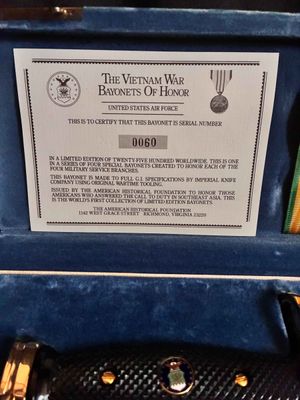 THE VIETNAM WAR
BAYONETS OF HONOR
UNITED STATES AIR FORCE
THIS IS TO CERTIFY THAT THIS BAYONET IS SERIAL NUMBER
0060
IN A LIMITED EDITION OF TWENTY-FIVE HUNDRED WORLDWIDE. THIS IS ONE
IN A SERIES OF FOUR SPECIAL BAYONETS CREATED TO HONOR EACH OF THE
FOUR MILITARY SERVICE BRANCHES.
THIS BAYONET IS MADE TO FULL G.I. SPECIFICATIONS BY IMPERIAL KNIFE
COMPANY USING ORIGINAL WARTIME TOOLING.
ISSUED BY THE AMERICAN HISTORICAL FOUNDATION TO HONOR THOSE
AMERICANS WHO ANSWERED THE CALL TO DUTY IN SOUTHEAST ASIA, THIS
IS THE WORLD'S FIRST COLLECTION OF LIMITED EDITION BAYONETS.
THE AMERICAN HISTORICAL FOUNDATION
1142 WEST GRACE STREET RICHMOND, VIRGINIA 23220